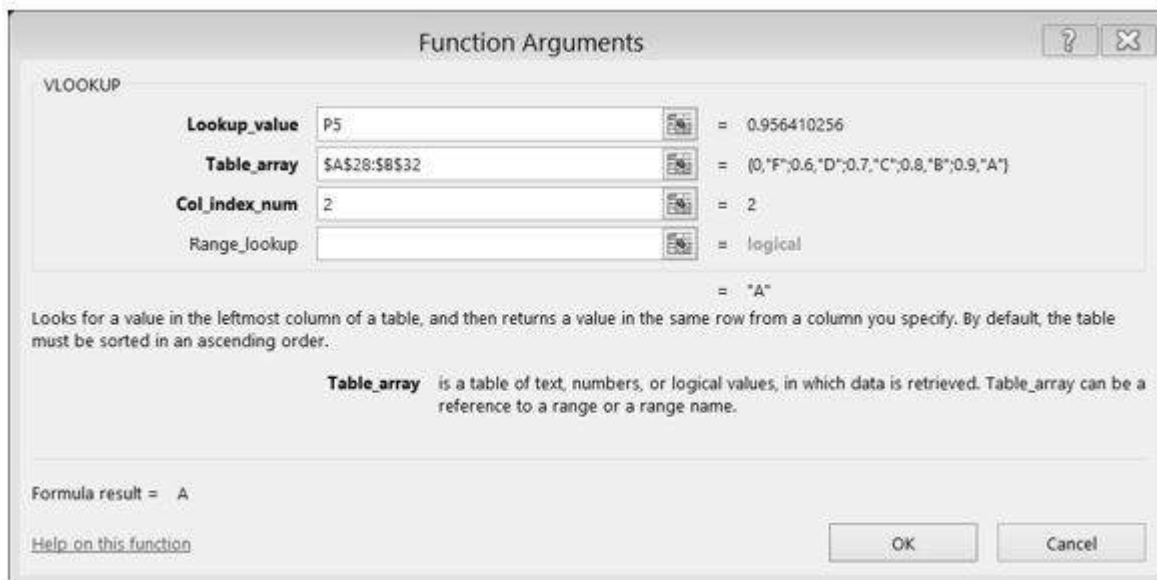 Function Arguments
VLOOKUP
Lookup_value P5 = 0.956410256
Table_array $A$28:$B$32 = {0,"F";0.6,"D";0.7,"C";0.8,"B";0.9,"A"}
Col_index_num 2 = 2
Range_lookup = logical
= "A"
Looks for a value in the leftmost column of a table, and then returns a value in the same row from a column you specify. By default, the table
must be sorted in an ascending order.
Table_array is a table of text, numbers, or logical values, in which data is retrieved. Table_array can be a
reference to a range or a range name.
Formula result = A
Help on this function OK Cancel